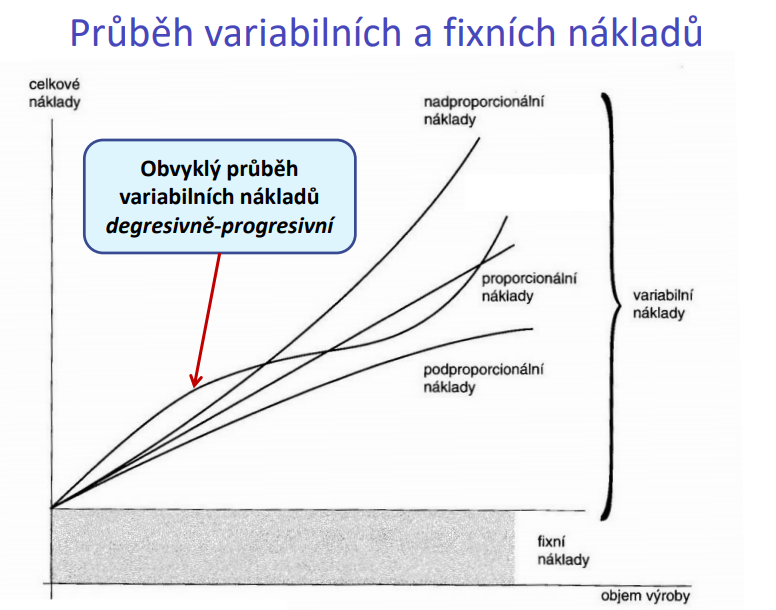 Průběh variabilních a fixních nákladů
celkové
náklady
nadproporcionální
náklady
Obvyklý průběh
variabilních nákladů
degresivně-progresivní
proporcionální
náklady
variabilní
náklady
podproporcionální
náklady
fixní
náklady
objem výroby